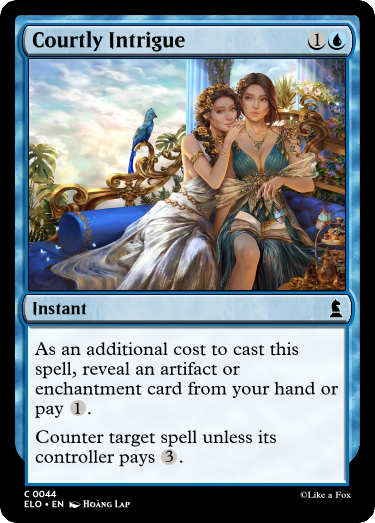 Courtly Intrigue 1
Instant
As an additional cost to cast this
spell, reveal an artifact or
enchantment card from your hand or
pay 1.
Counter target spell unless its
controller pays 3.
C 0044
ELO • EN Hoàng Lap
©Like a Fox